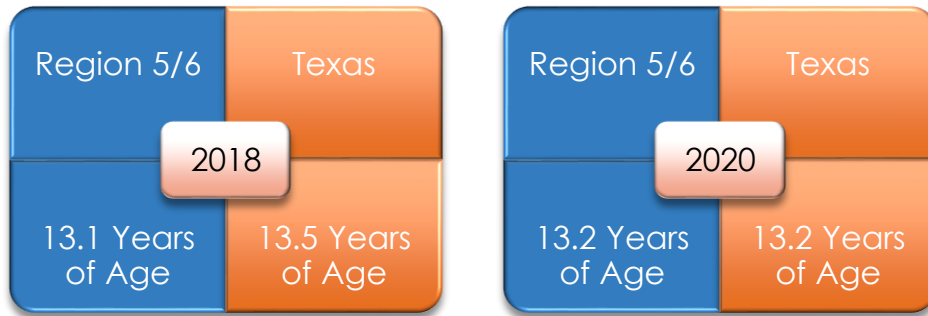 Region 5/6
Texas
2018
13.1 Years
of Age
13.5 Years
of Age
Region 5/6
Texas
2020
13.2 Years
of Age
13.2 Years
of Age